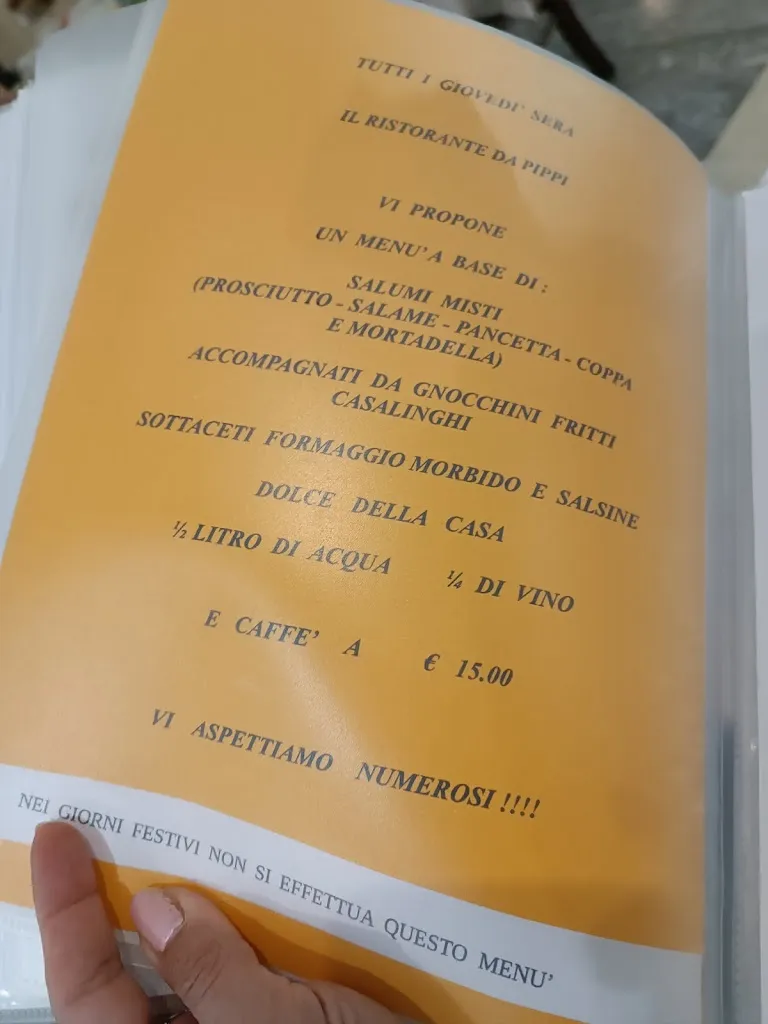 TUTTI I GIOVEDI' SERA
IL RISTORANTE DA PIPPI
VI PROPONE
UN MENU' A BASE DI :
SALUMI MISTI
(PROSCIUTTO - SALAME - PANCETTA - COPPA
E MORTADELLA)
ACCOMPAGNATI DA GNOCCHINI FRITTI
CASALINGHI
SOTTACETI FORMAGGIO MORBIDO E SALSINE
DOLCE DELLA CASA
½ LITRO DI ACQUA ¼ DI VINO
E CAFFE' A € 15.00
VI ASPETTIAMO NUMEROSI !!!!
NEI GIORNI FESTIVI NON SI EFFETTUA QUESTO MENU'